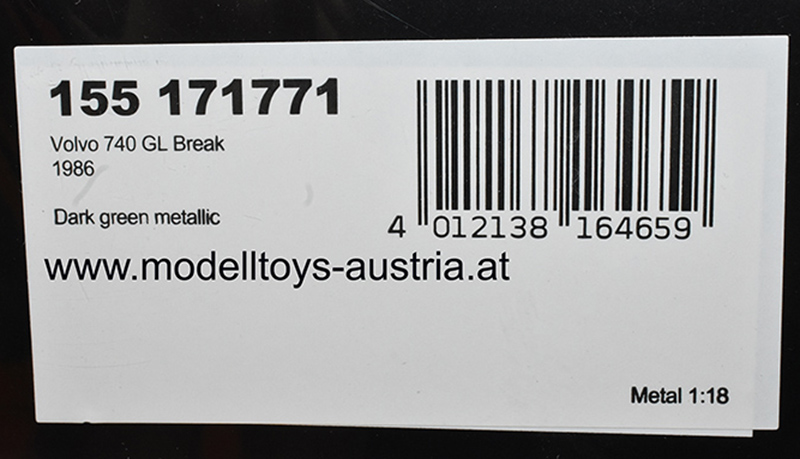 155 171771
Volvo 740 GL Break
1986
Dark green metallic
4 012138 164659
www.modelltoys-austria.at
Metal 1:18